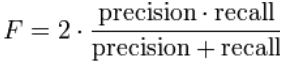 F = 2 · precision · recall / precision + recall